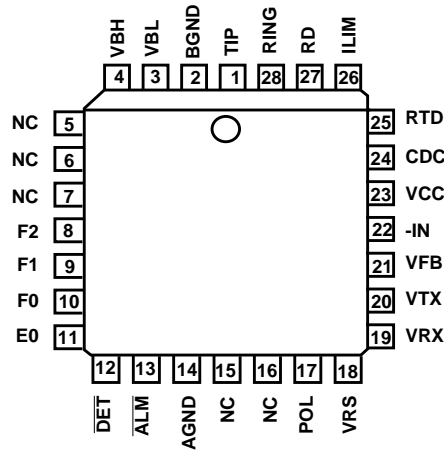 VBH VBL BGND TIP RING RD ILIM
4 3 2 1 28 27 26
NC 5 25 RTD
NC 6 24 CDC
NC 7 23 VCC
F2 8 22 -IN
F1 9 21 VFB
F0 10 20 VTX
E0 11 19 VRX
12 13 14 15 16 17 18
DET ALM AGND NC NC POL VRS